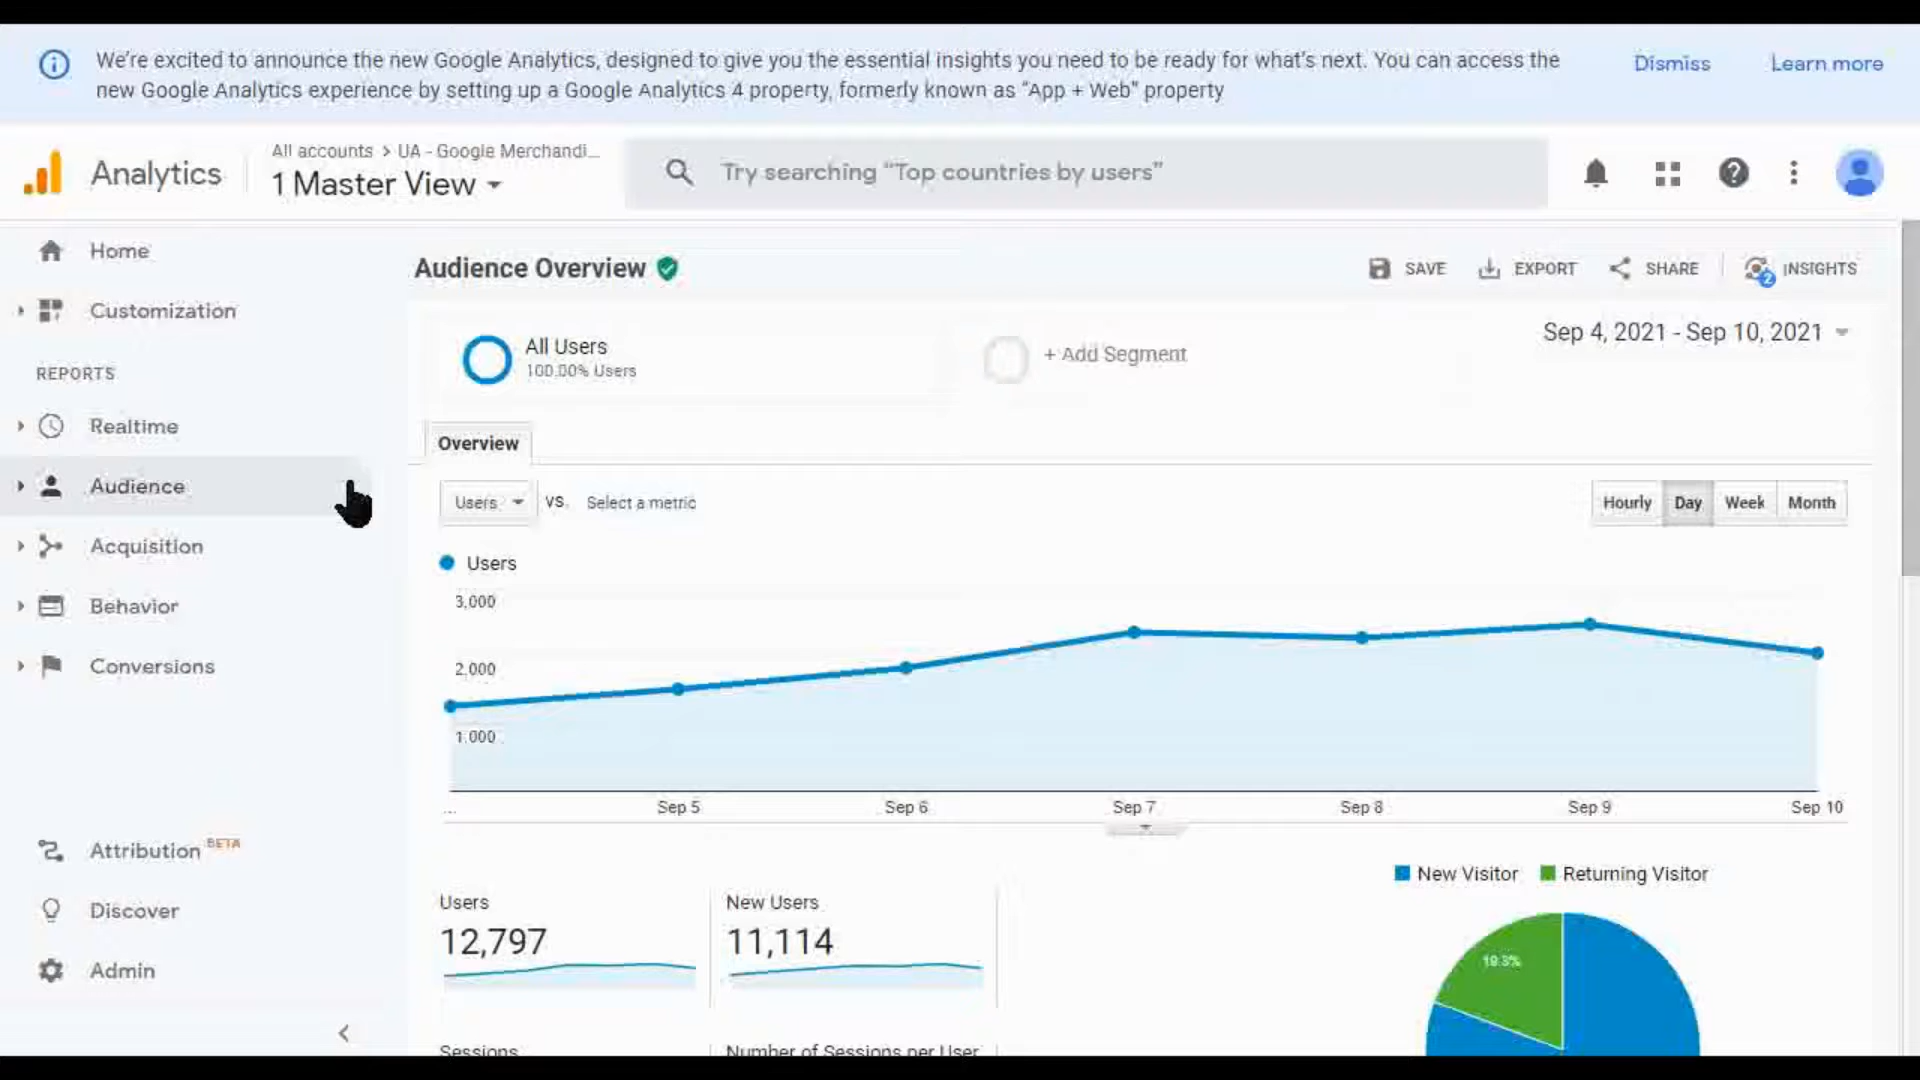 We're excited to announce the new Google Analytics, designed to give you the essential insights you need to be ready for what's next. You can access the
new Google Analytics experience by setting up a Google Analytics 4 property, formerly known as "App + Web" property
Dismiss
Learn more
Analytics
All accounts > UA - Google Merchandi...
1 Master View
Try searching "Top countries by users"
Home
Customization
REPORTS
Realtime
Audience
Acquisition
Behavior
Conversions
Attribution BETA
Discover
Admin
Audience Overview
SAVE
EXPORT
SHARE
2
INSIGHTS
All Users
100.00% Users
+ Add Segment
Sep 4, 2021 - Sep 10, 2021
Overview
Users
VS.
Select a metric
Hourly
Day
Week
Month
Users
3,000
2,000
1,000
...
Sep 5
Sep 6
Sep 7
Sep 8
Sep 9
Sep 10
Users
12,797
New Users
11,114
New Visitor
Returning Visitor
19.3%
Sessions
Number of Sessions per User